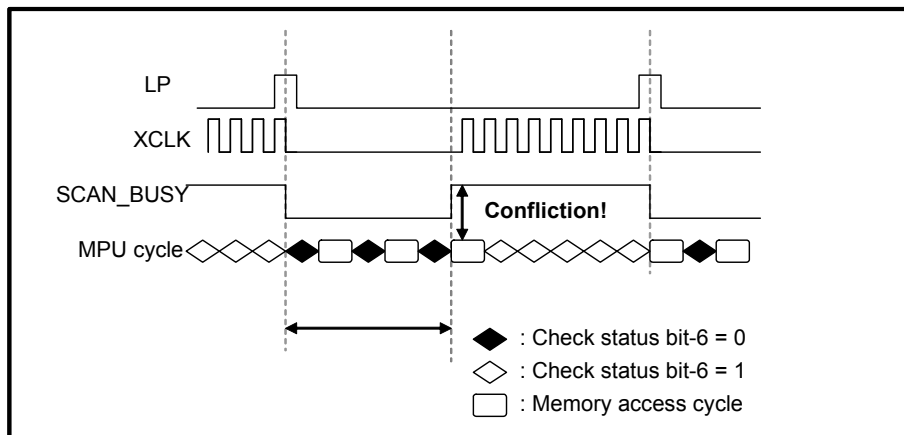 LP
XCLK
SCAN_BUSY
Confliction!
MPU cycle
: Check status bit-6 = 0
: Check status bit-6 = 1
: Memory access cycle